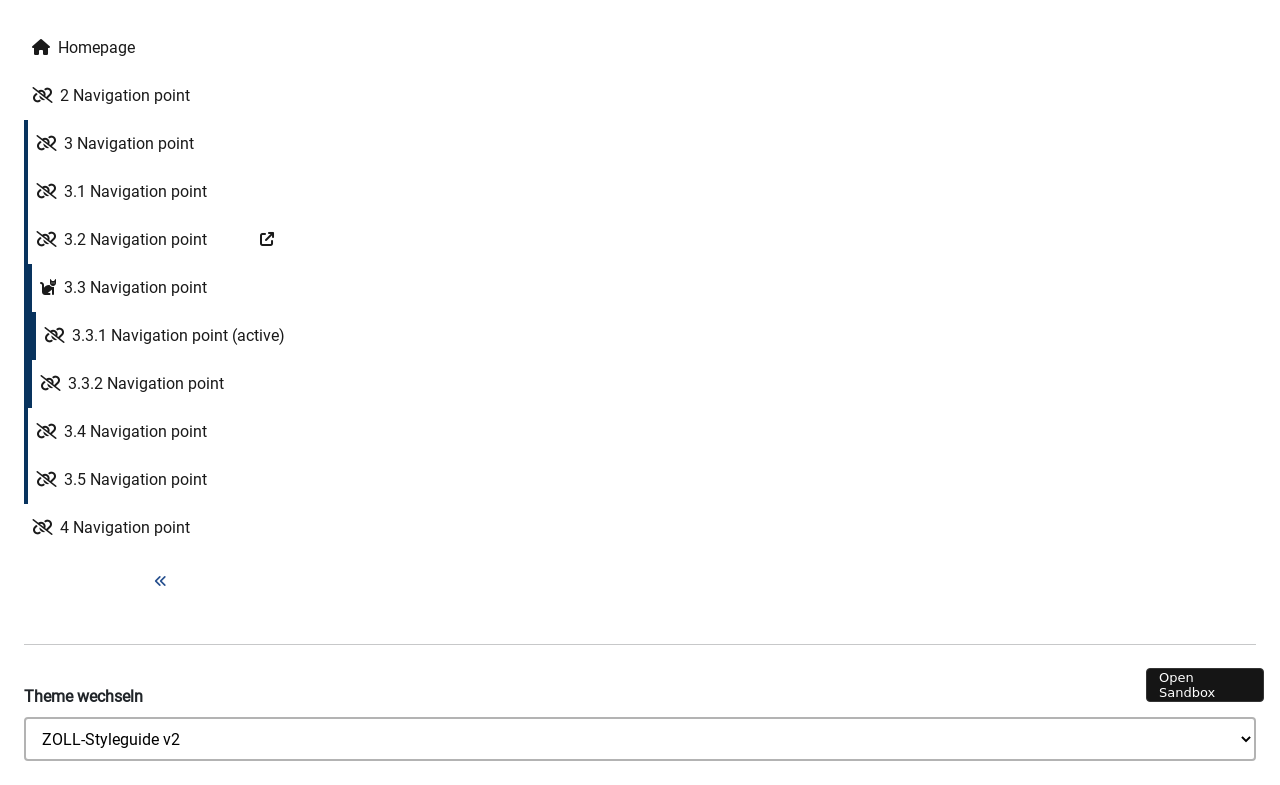 Homepage
2 Navigation point
3 Navigation point
3.1 Navigation point
3.2 Navigation point
3.3 Navigation point
3.3.1 Navigation point (active)
3.3.2 Navigation point
3.4 Navigation point
3.5 Navigation point
4 Navigation point
Open
Sandbox
Theme wechseln
ZOLL-Styleguide v2